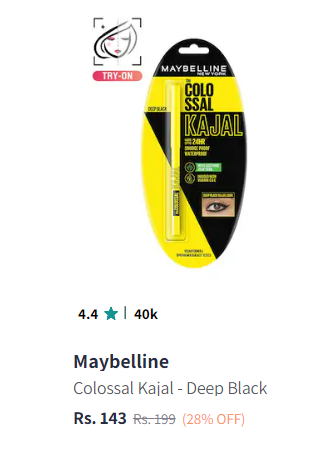 TRY-ON
MAYBELLINE
NEW YORK
THE
COLO
SSAL
KAJAL
DEEP BLACK
24HR
SMUDGE PROOF
WATERPROOF
4.4 ★ | 40k
Maybelline
Colossal Kajal - Deep Black
Rs. 143 Rs. 199 (28% OFF)